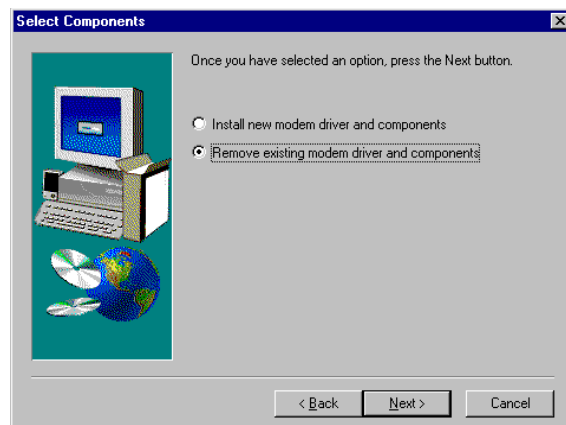 Select Components
Once you have selected an option, press the Next button.
Install new modem driver and components
Remove existing modem driver and components
< Back
Next >
Cancel